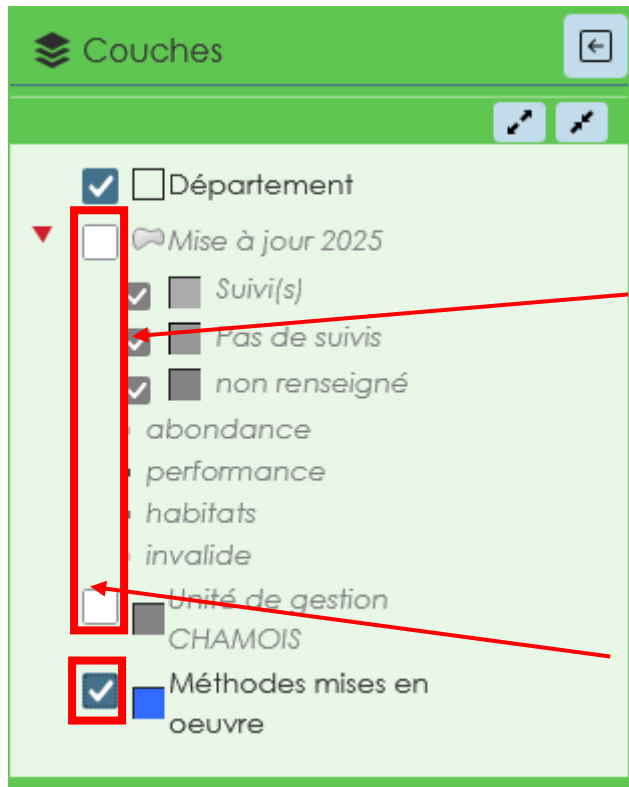 Couches
Département
Mise à jour 2025
Suivi(s)
Pas de suivis
non renseigné
abondance
performance
habitats
invalide
Unité de gestion
CHAMOIS
Méthodes mises en
oeuvre